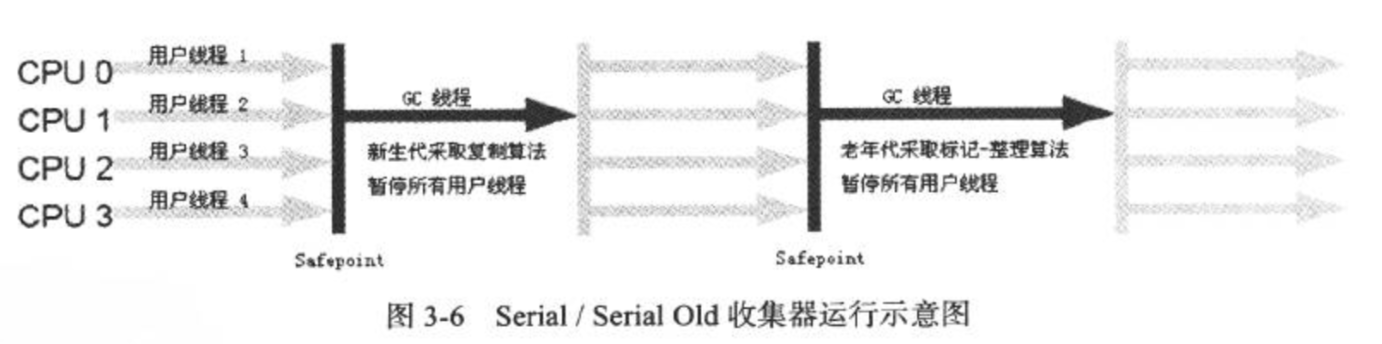 CPU 0
用户线程 1
CPU 1
用户线程 2
CPU 2
用户线程 3
CPU 3
用户线程 4
Safepoint
GC 线程
新生代采取复制算法
暂停所有用户线程
Safepoint
GC 线程
老年代采取标记-整理算法
暂停所有用户线程
图 3-6 Serial / Serial Old 收集器运行示意图